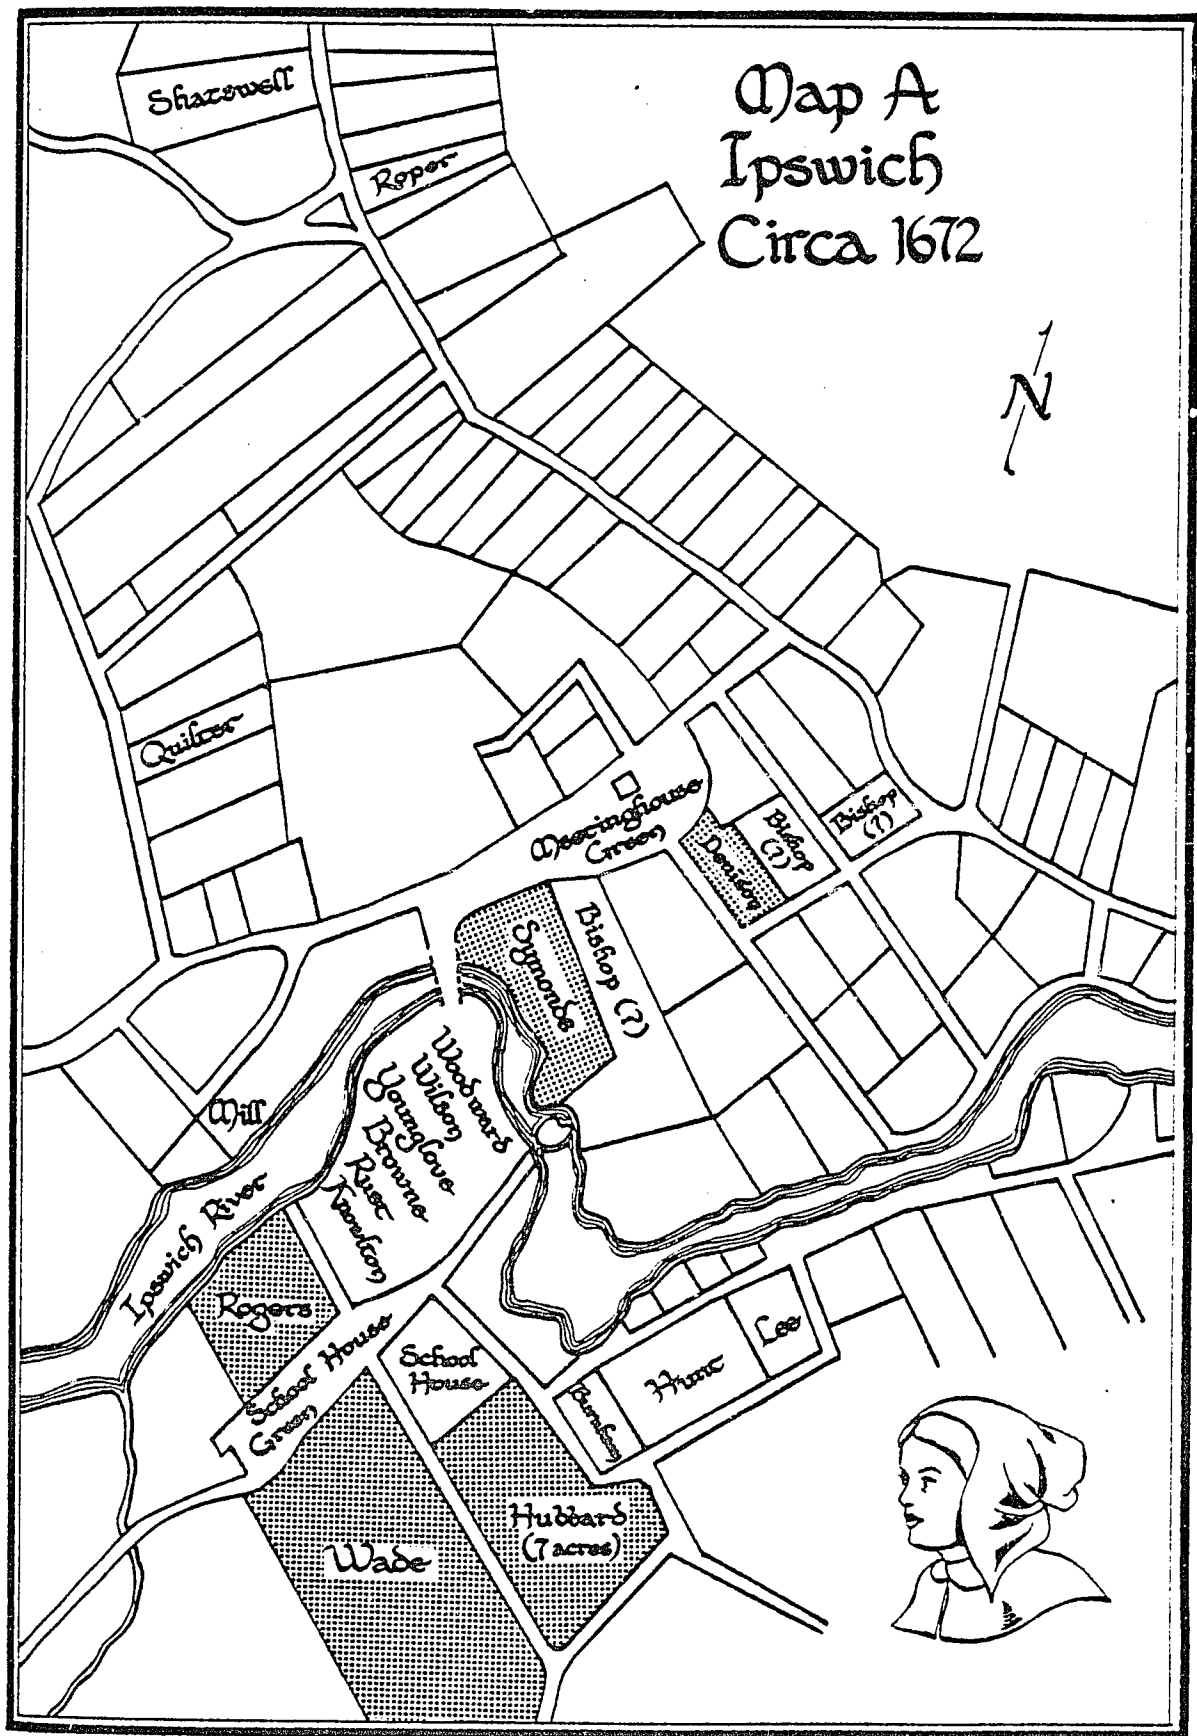 Map A
Ipswich
Circa 1672
Shatswell
Roper
N
Quilter
Meetinghouse
Green
Denison
Bishop
(?)
Bishop
(?)
Symonds
Bishop (?)
Woodward
Wilson
Younglove
Browne
Rust
Knowlton
Mill
Ipswich River
Rogers
School House
Green
School
House
Burnham
Hunt
Lee
Hubbard
(7 acres)
Wade